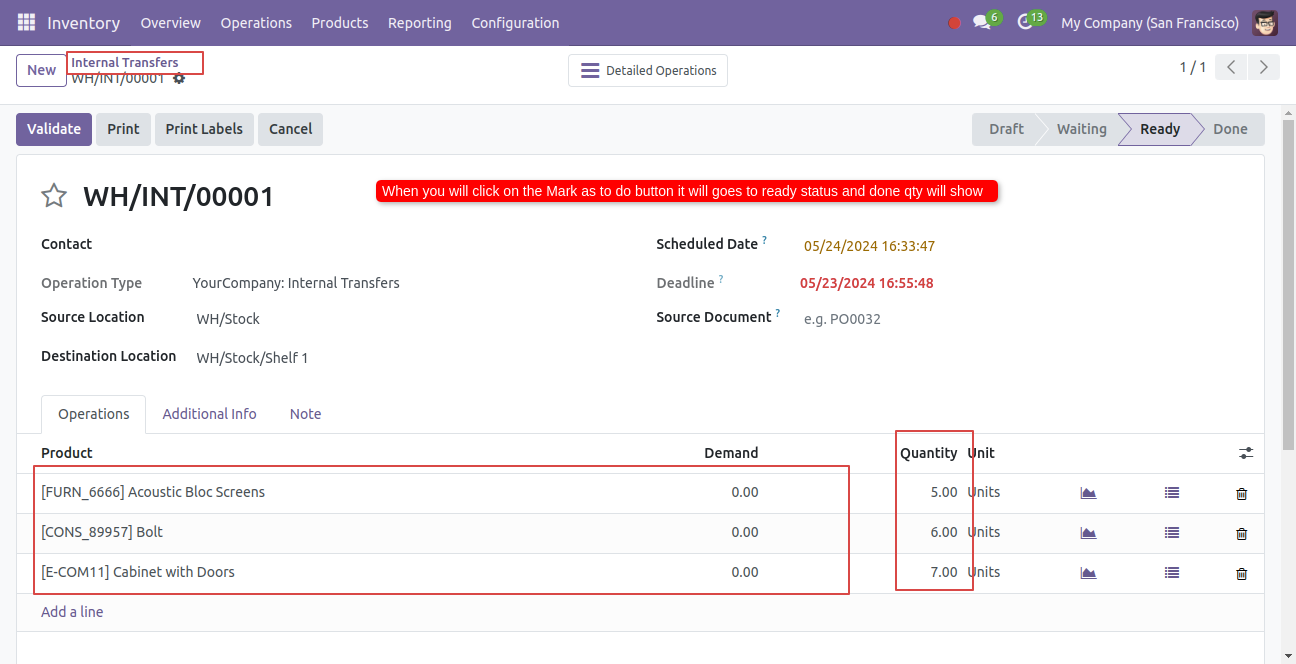 Inventory Overview Operations Products Reporting Configuration 6 13 My Company (San Francisco)
New Internal Transfers WH/INT/00001 Detailed Operations 1 / 1
Validate Print Print Labels Cancel Draft Waiting Ready Done
WH/INT/00001 When you will click on the Mark as to do button it will goes to ready status and done qty will show
Contact Scheduled Date ? 05/24/2024 16:33:47
Operation Type YourCompany: Internal Transfers Deadline ? 05/23/2024 16:55:48
Source Location WH/Stock Source Document ? e.g. PO0032
Destination Location WH/Stock/Shelf 1
Operations Additional Info Note
Product Demand Quantity Unit
[FURN_6666] Acoustic Bloc Screens 0.00 5.00 Units
[CONS_89957] Bolt 0.00 6.00 Units
[E-COM11] Cabinet with Doors 0.00 7.00 Units
Add a line